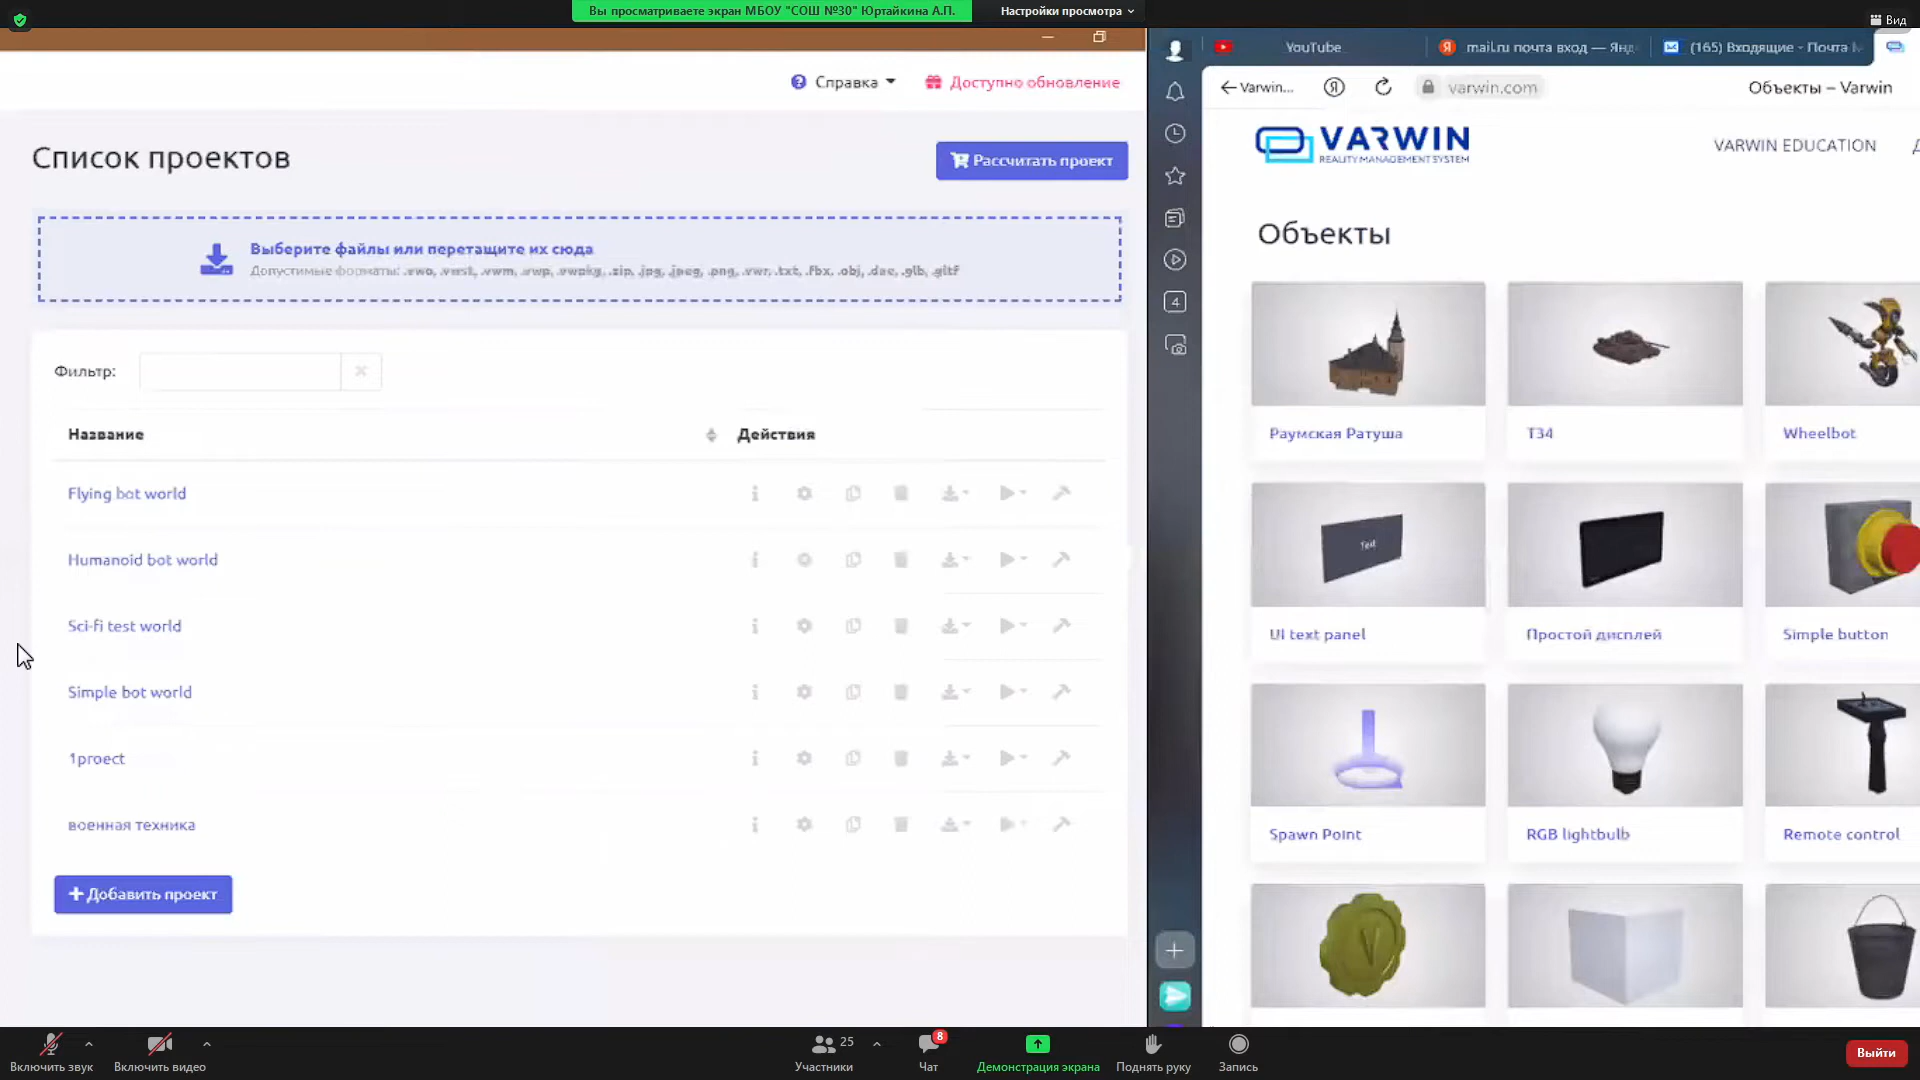 Вы просматриваете экран МБОУ "СОШ №30" Юртайкина А.П.
Настройки просмотра
Вид
Справка
Доступно обновление
Список проектов
Рассчитать проект
Выберите файлы или перетащите их сюда
Допустимые форматы: .vwo, .vwst, .vwm, .vwp, .vwpkg, .zip, .jpg, .jpeg, .png, .vwr, .txt, .fbx, .obj, .dae, .glb, .gltf
Фильтр:
Название
Действия
Flying bot world
Humanoid bot world
Sci-fi test world
Simple bot world
1proect
военная техника
Добавить проект
YouTube
mail.ru почта вход — Янд
(165) Входящие - Почта
Varwin...
varwin.com
Объекты – Varwin
4
VARWIN
REALITY MANAGEMENT SYSTEM
VARWIN EDUCATION
Объекты
Раумская Ратуша
T34
Wheelbot
Text
UI text panel
Простой дисплей
Simple button
Spawn Point
RGB lightbulb
Remote control
V
Включить звук
Включить видео
25
Участники
8
Чат
Демонстрация экрана
Поднять руку
Запись
Выйти